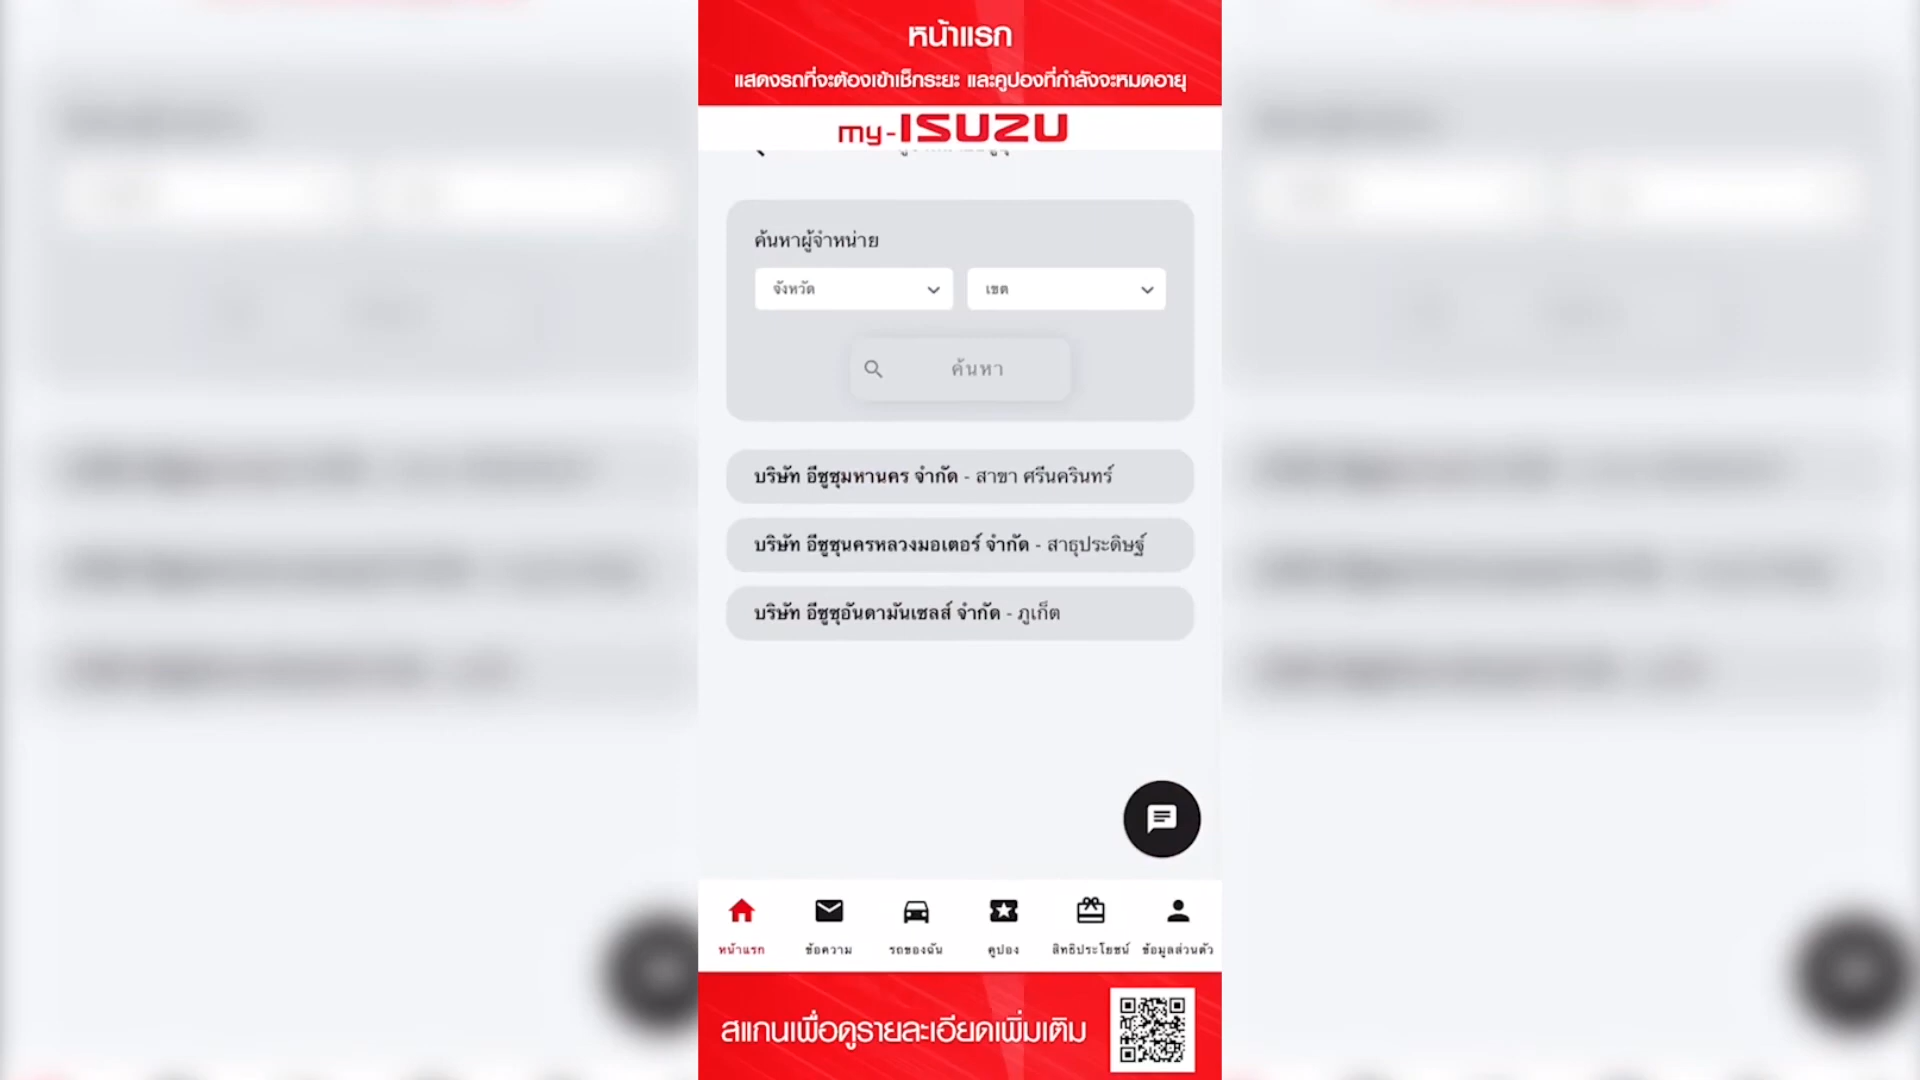 หน้าแรก
แสดงรถที่จะต้องเข้าเช็กระยะ และคูปองที่กำลังจะหมดอายุ
my-ISUZU
ค้นหาผู้จำหน่าย
จังหวัด
เขต
ค้นหา
บริษัท อีซูซุมหานคร จำกัด - สาขา ศรีนครินทร์
บริษัท อีซูซุนครหลวงมอเตอร์ จำกัด - สาธุประดิษฐ์
บริษัท อีซูซุอันดามันเซลส์ จำกัด - ภูเก็ต
หน้าแรก
ข้อความ
รถของฉัน
คูปอง
สิทธิประโยชน์
ข้อมูลส่วนตัว
สแกนเพื่อดูรายละเอียดเพิ่มเติม